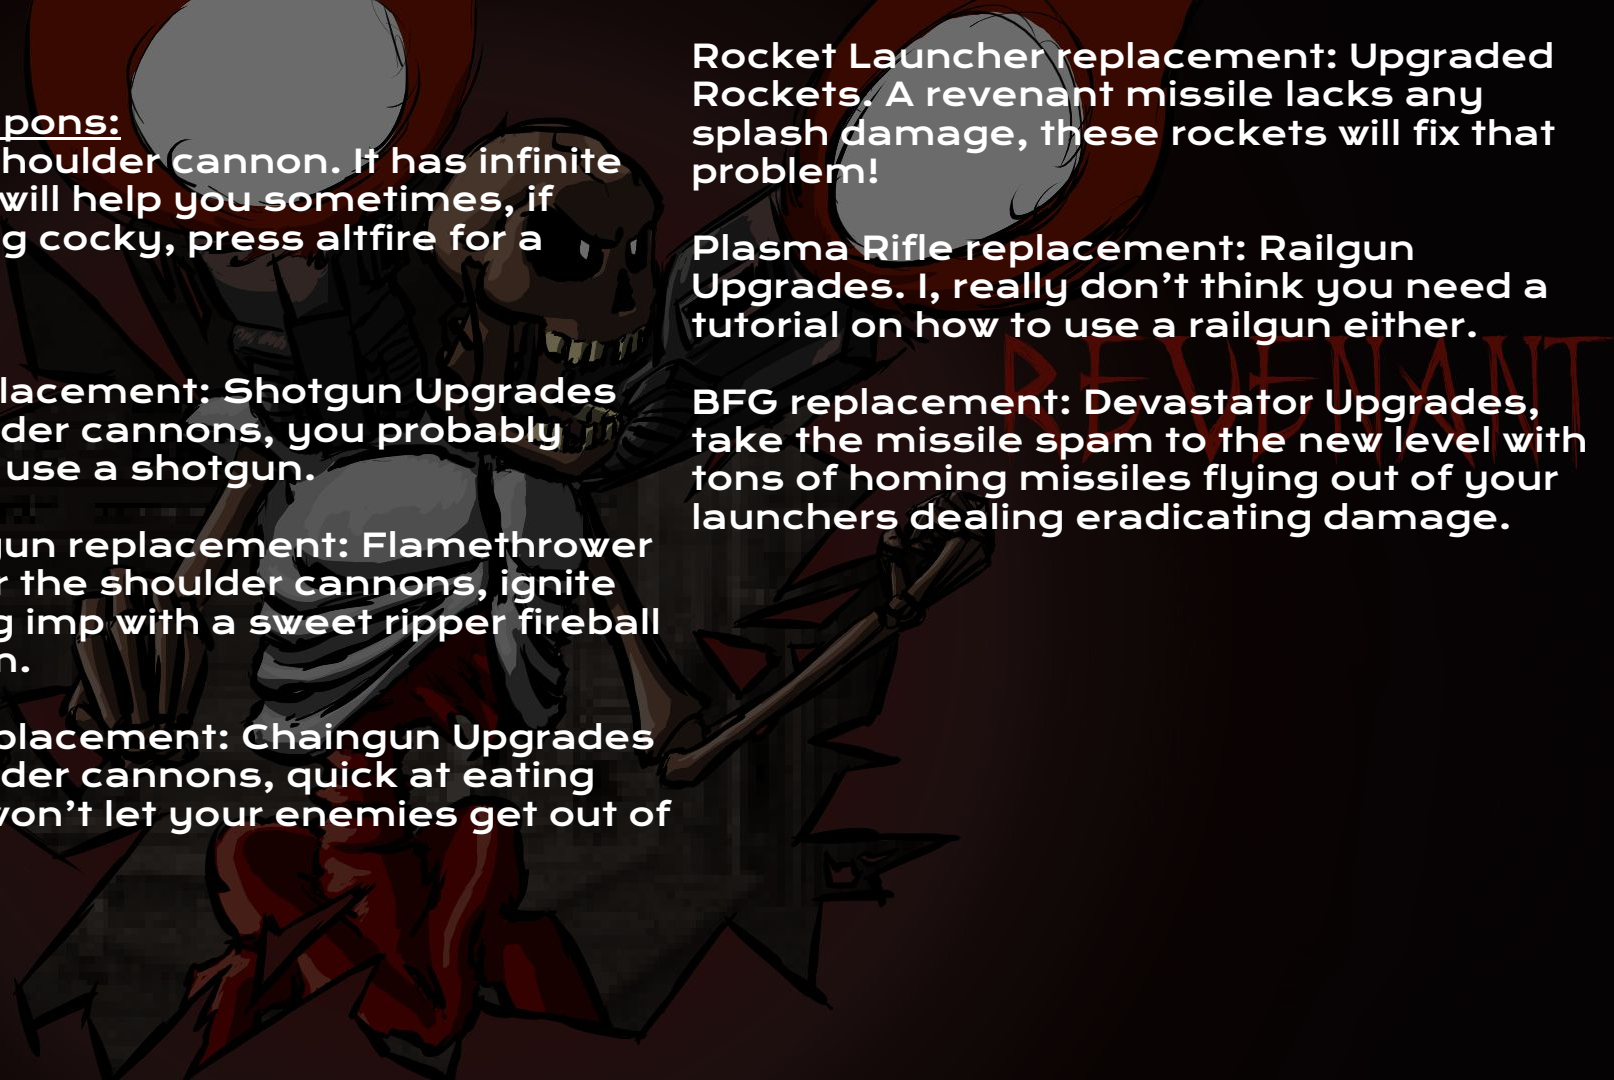 pons:
houlder cannon. It has infinite
will help you sometimes, if
g cocky, press altfire for a
lacement: Shotgun Upgrades
der cannons, you probably
use a shotgun.
gun replacement: Flamethrower
r the shoulder cannons, ignite
g imp with a sweet ripper fireball
n.
placement: Chaingun Upgrades
der cannons, quick at eating
won't let your enemies get out of
Rocket Launcher replacement: Upgraded
Rockets. A revenant missile lacks any
splash damage, these rockets will fix that
problem!
Plasma Rifle replacement: Railgun
Upgrades. I, really don't think you need a
tutorial on how to use a railgun either.
REVENANT
BFG replacement: Devastator Upgrades,
take the missile spam to the new level with
tons of homing missiles flying out of your
launchers dealing eradicating damage.